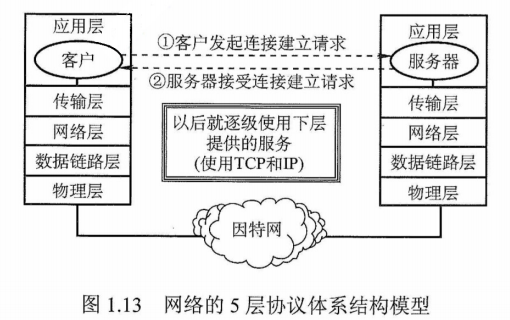 应用层
客户
传输层
网络层
数据链路层
物理层
①客户发起连接建立请求
②服务器接受连接建立请求
以后就逐级使用下层
提供的服务
(使用TCP和IP)
因特网
应用层
服务器
传输层
网络层
数据链路层
物理层
图 1.13 网络的 5 层协议体系结构模型